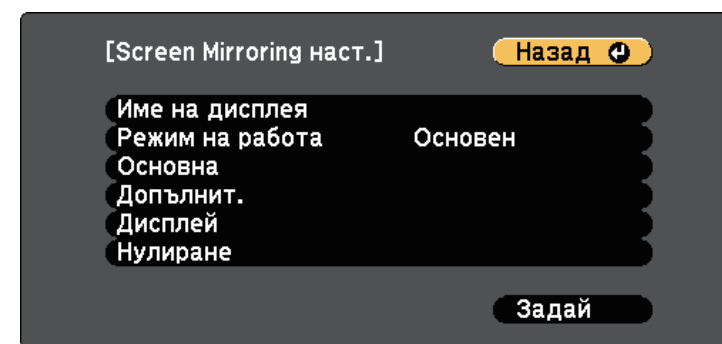 [Screen Mirroring наст.] Назад
Име на дисплея
Режим на работа Основен
Основна
Допълнит.
Дисплей
Нулиране
Задай